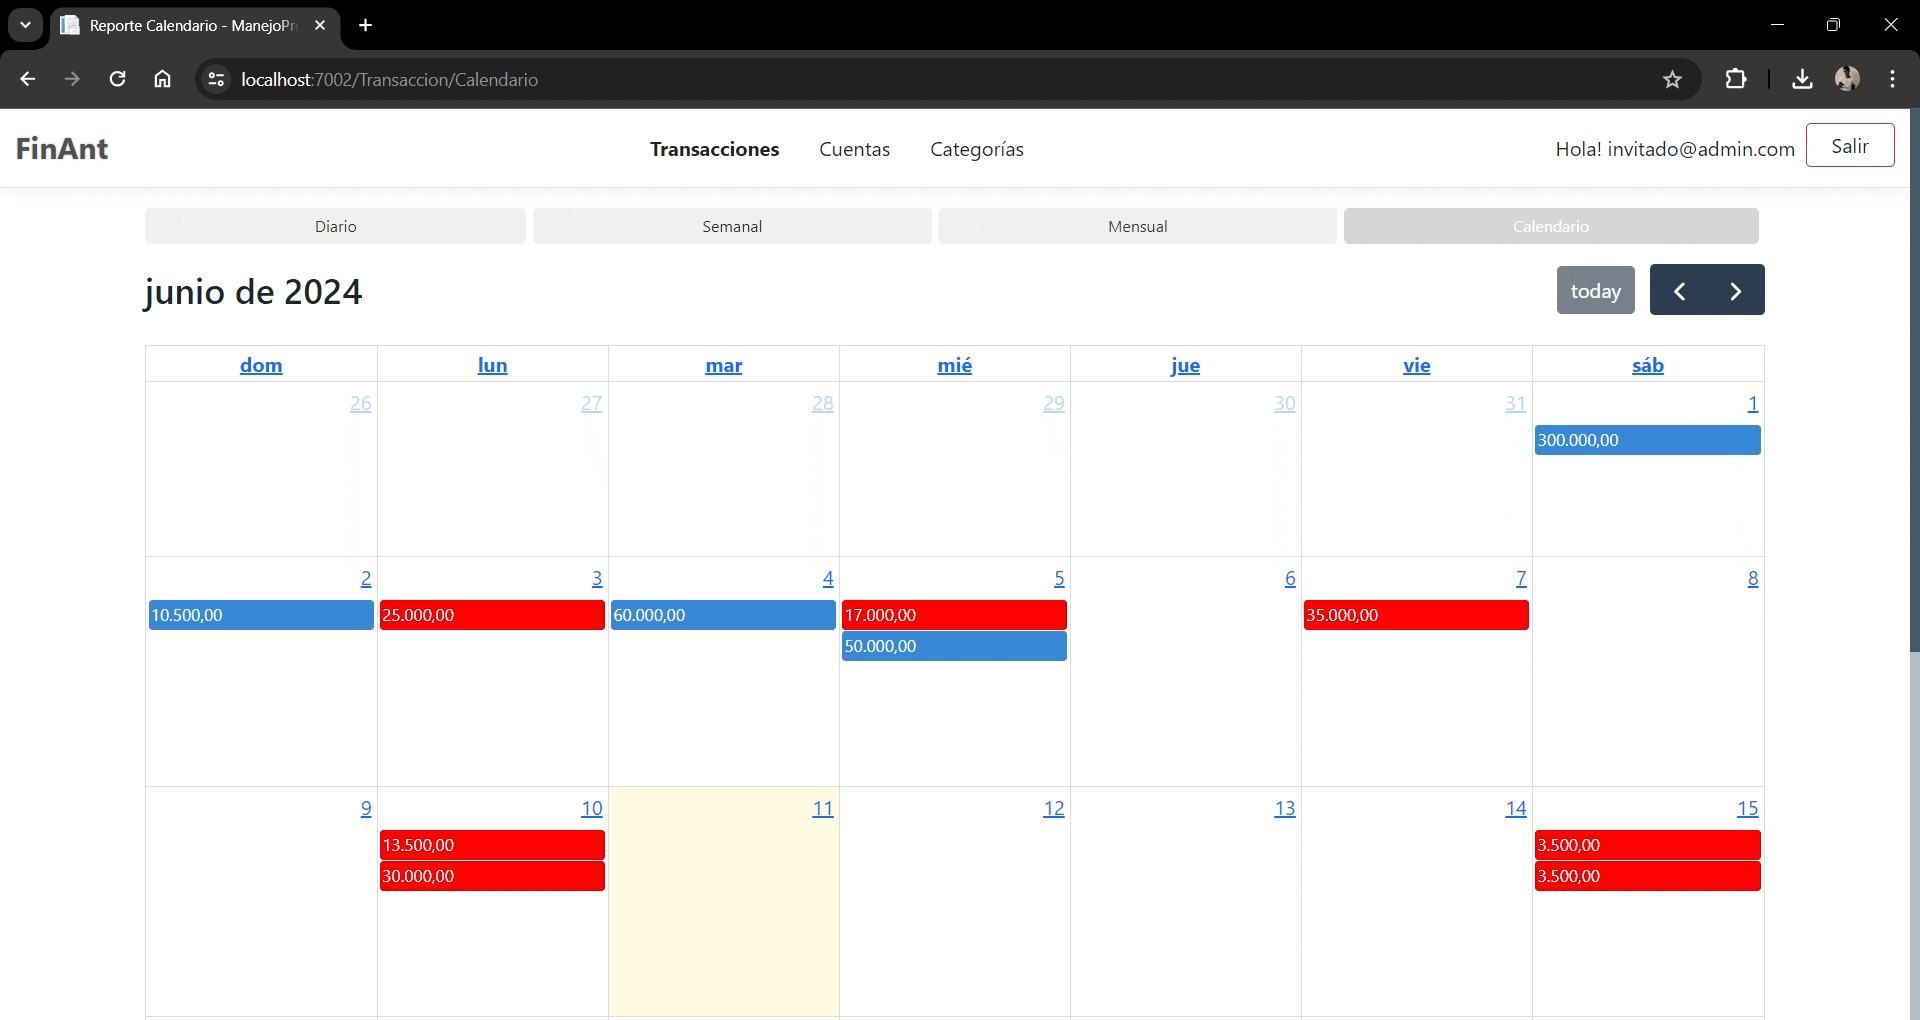 Reporte Calendario - ManejoPr
localhost:7002/Transaccion/Calendario
FinAnt
Transacciones Cuentas Categorías
Hola! invitado@admin.com Salir
Diario Semanal Mensual Calendario
junio de 2024
today
dom lun mar mié jue vie sáb
26 27 28 29 30 31 1
300.000,00
2 3 4 5 6 7 8
10.500,00 25.000,00 60.000,00 17.000,00 35.000,00
50.000,00
9 10 11 12 13 14 15
13.500,00 3.500,00
30.000,00 3.500,00